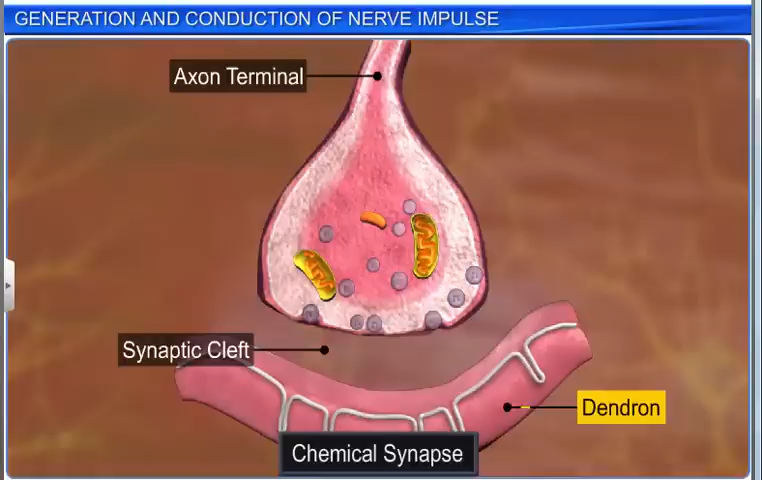 GENERATION AND CONDUCTION OF NERVE IMPULSE
Axon Terminal
Synaptic Cleft
Dendron
Chemical Synapse